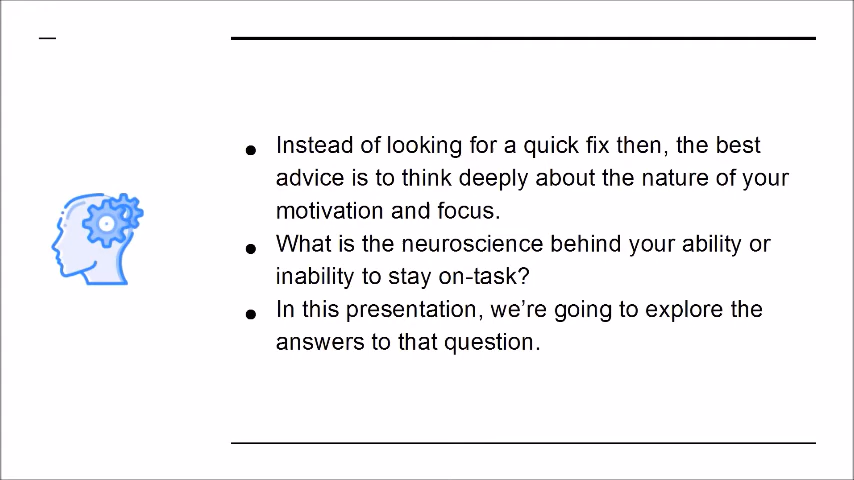 • Instead of looking for a quick fix then, the best
advice is to think deeply about the nature of your
motivation and focus.
• What is the neuroscience behind your ability or
inability to stay on-task?
• In this presentation, we’re going to explore the
answers to that question.